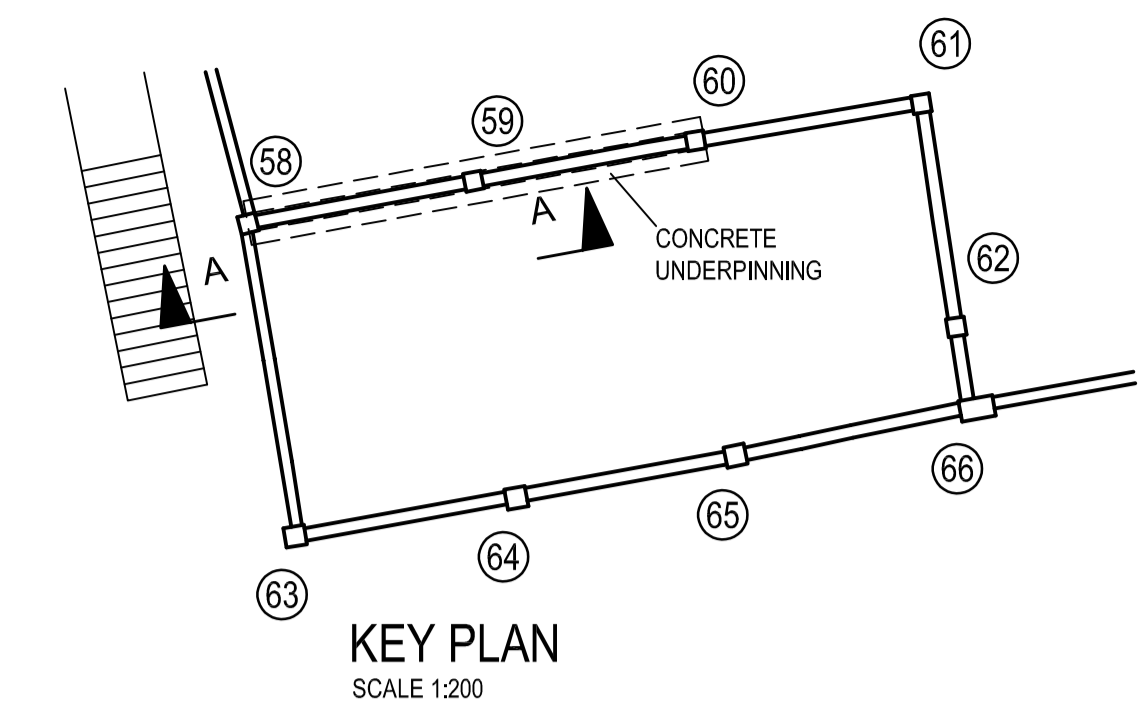 61
60
59
58
A
A
CONCRETE
UNDERPINNING
62
66
65
64
63
KEY PLAN
SCALE 1:200